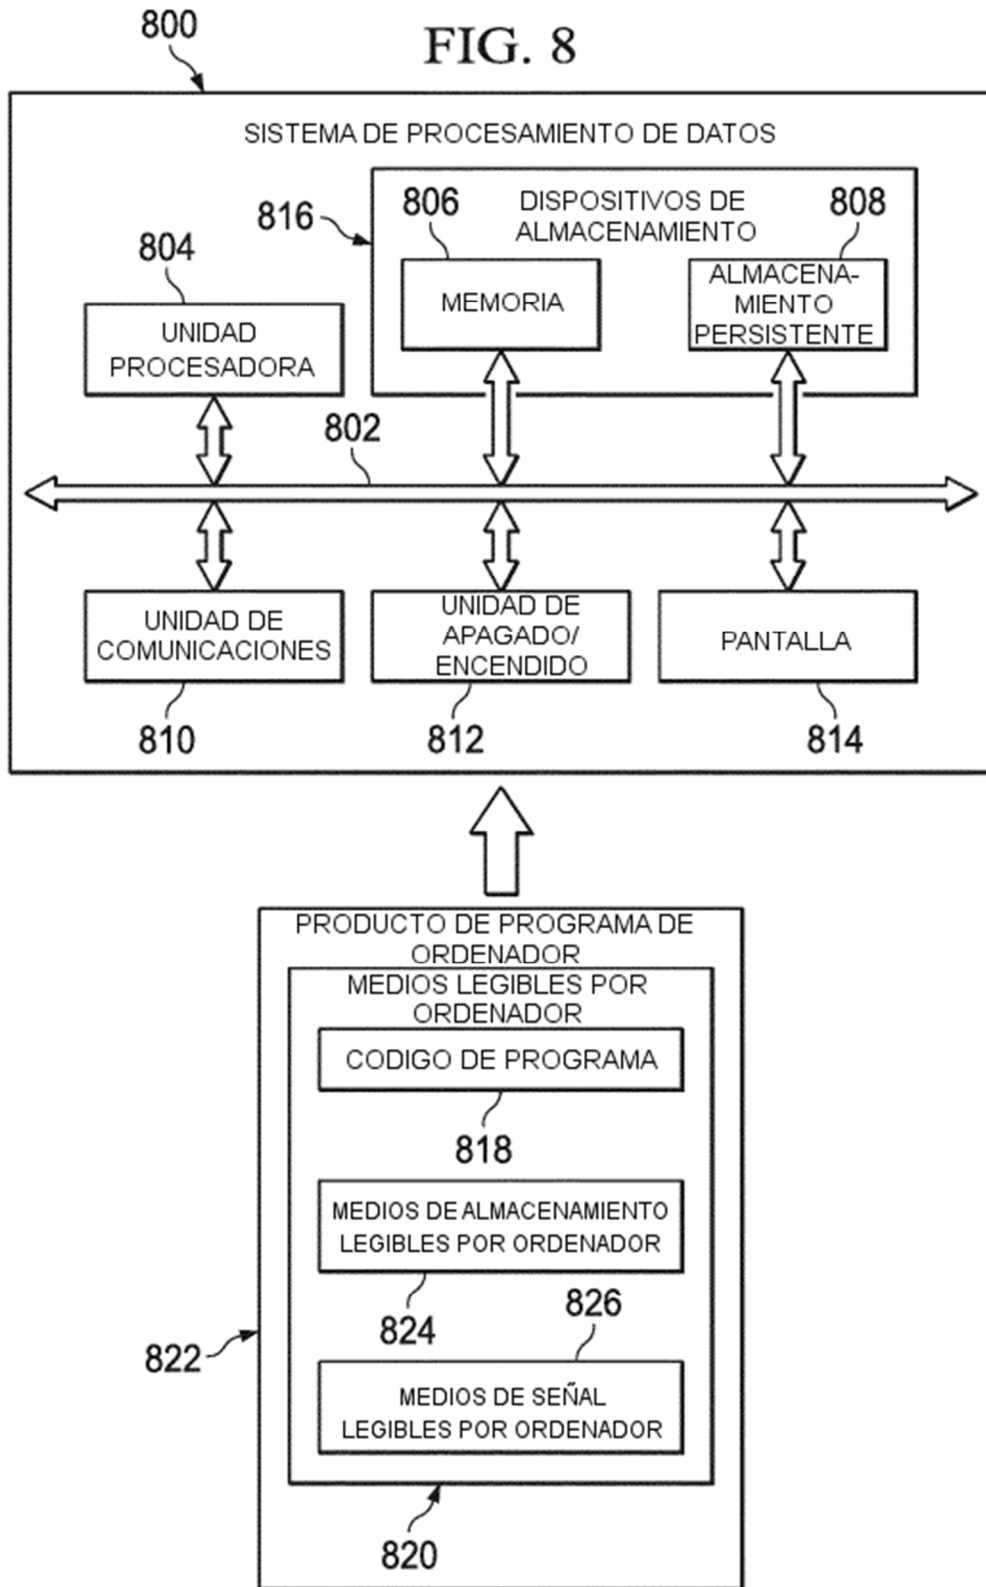 800
FIG. 8
SISTEMA DE PROCESAMIENTO DE DATOS
816
DISPOSITIVOS DE
ALMACENAMIENTO
806
808
804
MEMORIA
ALMACENA-
MIENTO
PERSISTENTE
UNIDAD
PROCESADORA
802
UNIDAD DE
COMUNICACIONES
UNIDAD DE
APAGADO/
ENCENDIDO
PANTALLA
810
812
814
PRODUCTO DE PROGRAMA DE
ORDENADOR
MEDIOS LEGIBLES POR
ORDENADOR
CODIGO DE PROGRAMA
818
MEDIOS DE ALMACENAMIENTO
LEGIBLES POR ORDENADOR
824
826
822
MEDIOS DE SEÑAL
LEGIBLES POR ORDENADOR
820